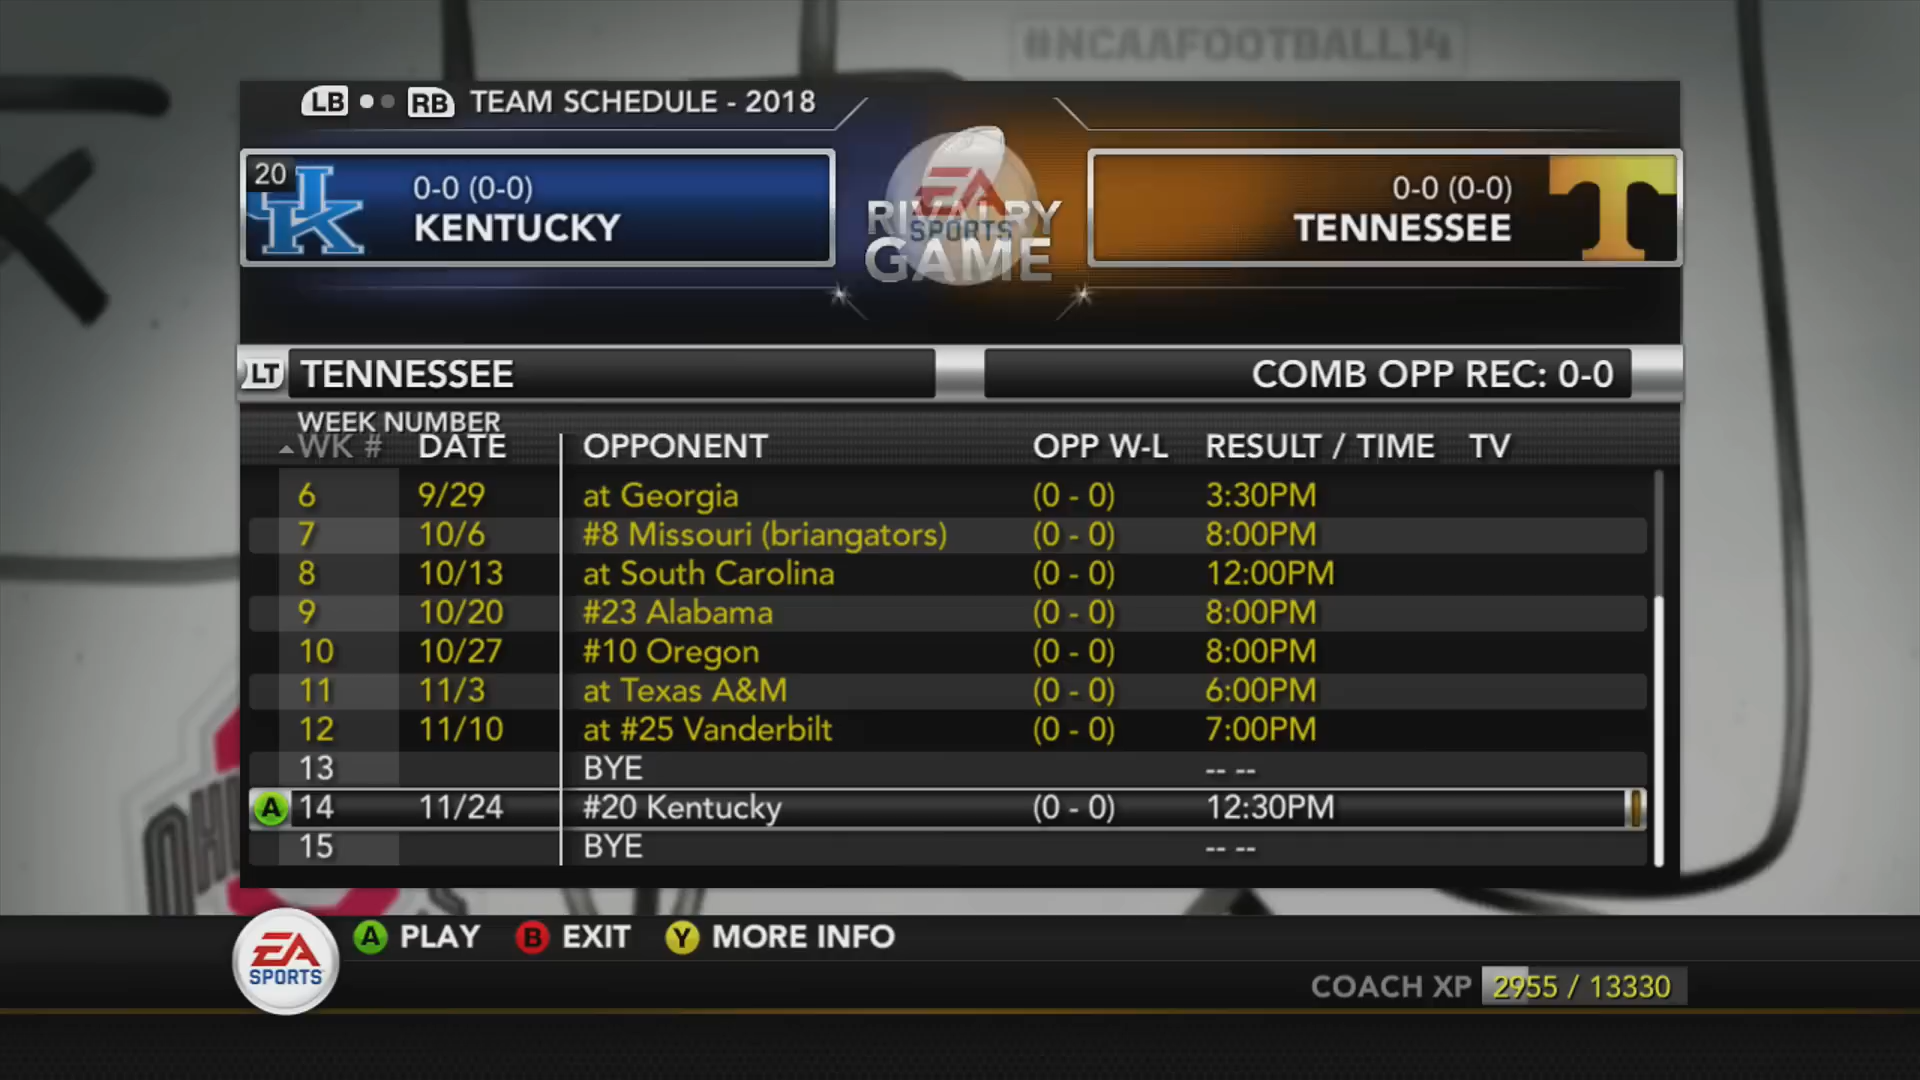 #NCAAFOOTBALL14
LB RB TEAM SCHEDULE - 2018
20 0-0 (0-0)
KENTUCKY
RIVALRY
GAME
EA
SPORTS
0-0 (0-0)
TENNESSEE
LT TENNESSEE COMB OPP REC: 0-0
WEEK NUMBER
WK # DATE OPPONENT OPP W-L RESULT / TIME TV
6 9/29 at Georgia (0 - 0) 3:30PM
7 10/6 #8 Missouri (briangators) (0 - 0) 8:00PM
8 10/13 at South Carolina (0 - 0) 12:00PM
9 10/20 #23 Alabama (0 - 0) 8:00PM
10 10/27 #10 Oregon (0 - 0) 8:00PM
11 11/3 at Texas A&M (0 - 0) 6:00PM
12 11/10 at #25 Vanderbilt (0 - 0) 7:00PM
13 BYE -- --
A 14 11/24 #20 Kentucky (0 - 0) 12:30PM
15 BYE -- --
EA
SPORTS
A PLAY B EXIT Y MORE INFO
COACH XP 2955 / 13330